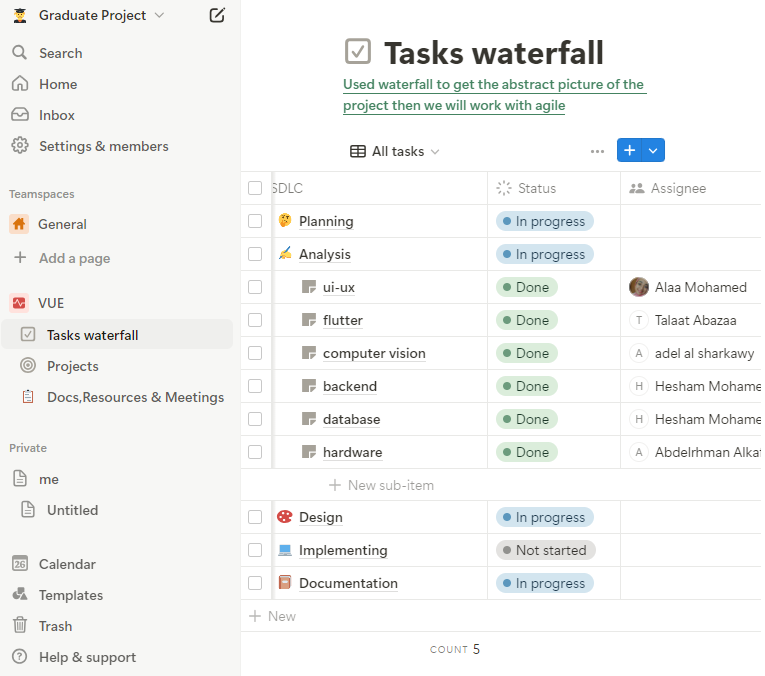 Graduate Project
Search
Home
Inbox
Settings & members
Teamspaces
General
Add a page
VUE
Tasks waterfall
Projects
Docs,Resources & Meetings
Private
me
Untitled
26 Calendar
Templates
Trash
Help & support
Tasks waterfall
Used waterfall to get the abstract picture of the
project then we will work with agile
All tasks
SDLC Status Assignee
Planning In progress
Analysis In progress
ui-ux Done Alaa Mohamed
flutter Done T Talaat Abazaa
computer vision Done A adel al sharkawy
backend Done H Hesham Mohame
database Done H Hesham Mohame
hardware Done A Abdelrhman Alka
New sub-item
Design In progress
Implementing Not started
Documentation In progress
New
COUNT 5